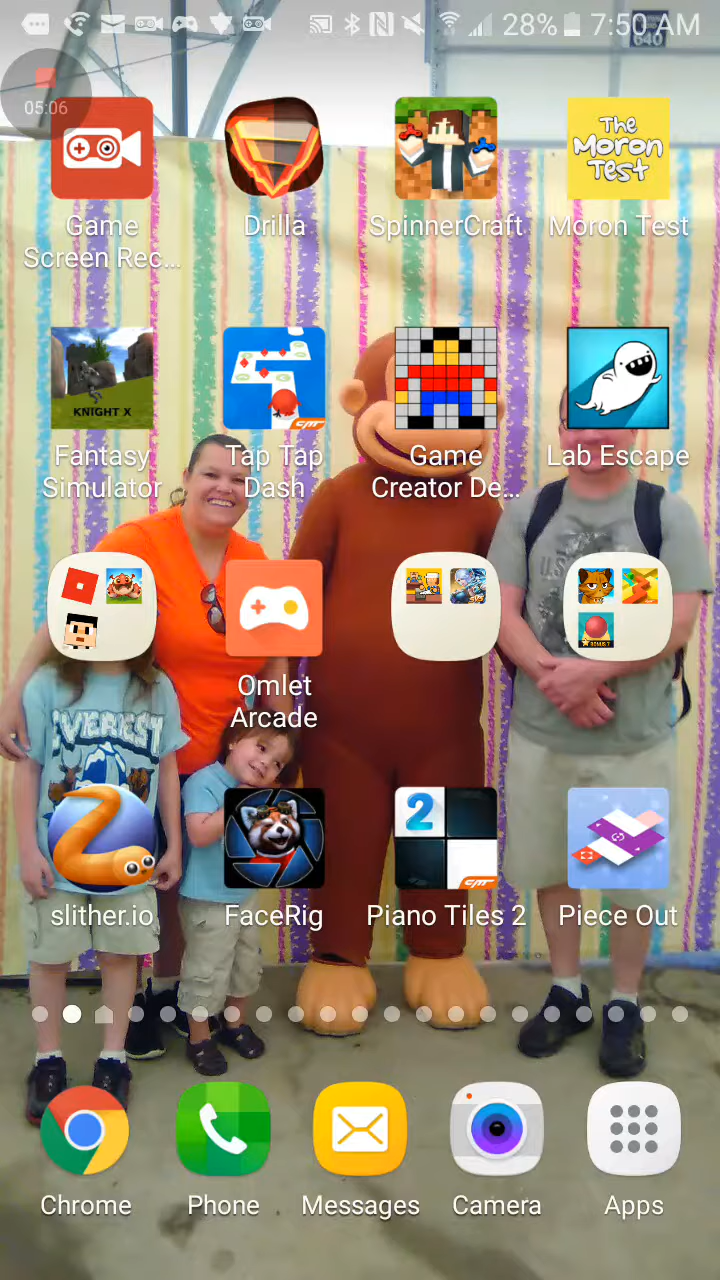 28% 7:50 AM
640
05:06
The
Moron
Test
Game
Screen Rec...
Drilla
SpinnerCraft
Moron Test
KNIGHT X
Fantasy
Simulator
Tap Tap
Dash
Game
Creator De...
Lab Escape
U.S.
Omlet
Arcade
EVEREST
2
slither.io
FaceRig
Piano Tiles 2
Piece Out
Chrome
Phone
Messages
Camera
Apps